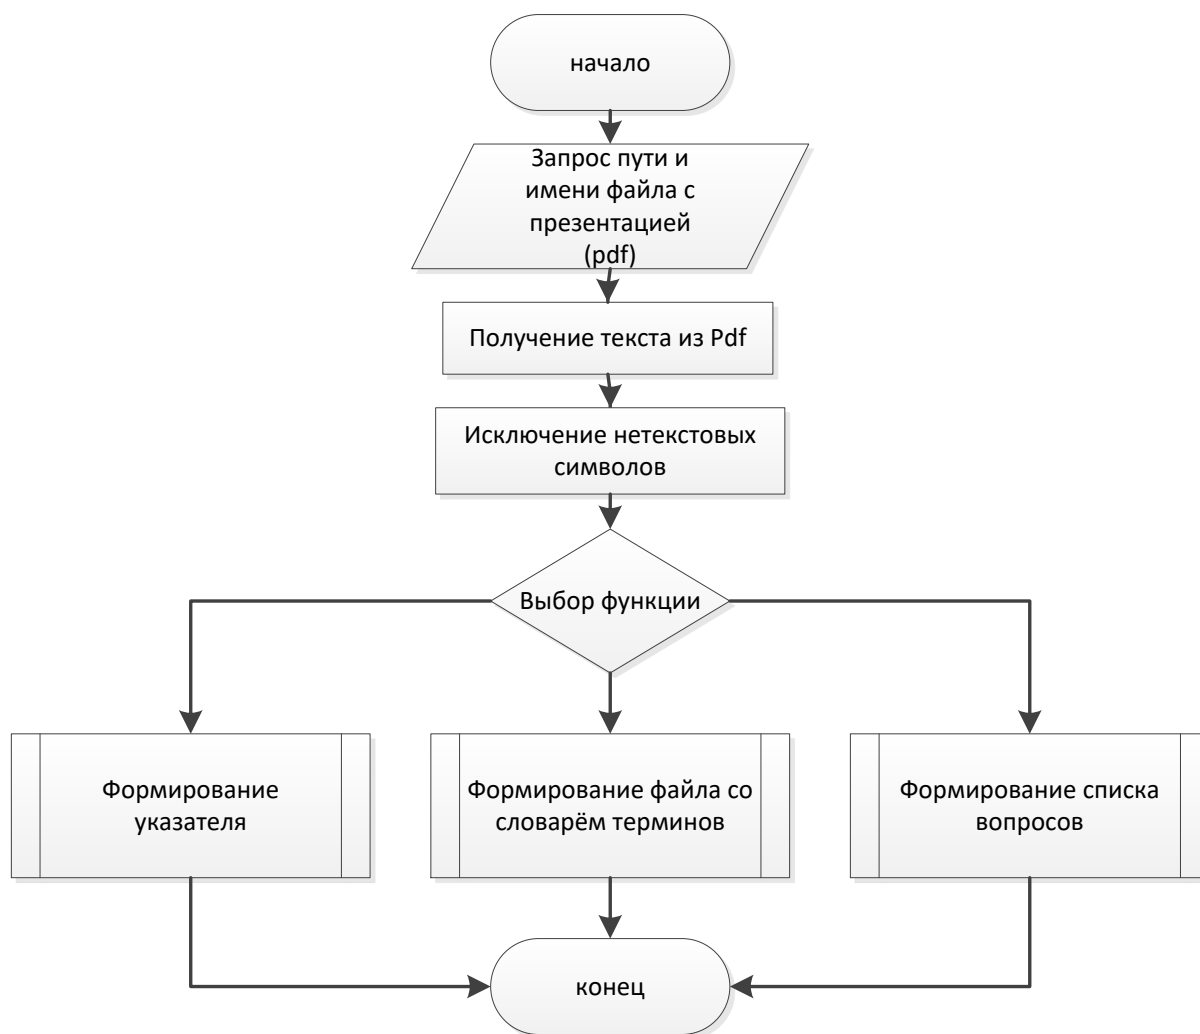 начало
Запрос пути и
имени файла с
презентацией
(pdf)
Получение текста из Pdf
Исключение нетекстовых
символов
Выбор функции
Формирование
указателя
Формирование файла со
словарём терминов
Формирование списка
вопросов
конец